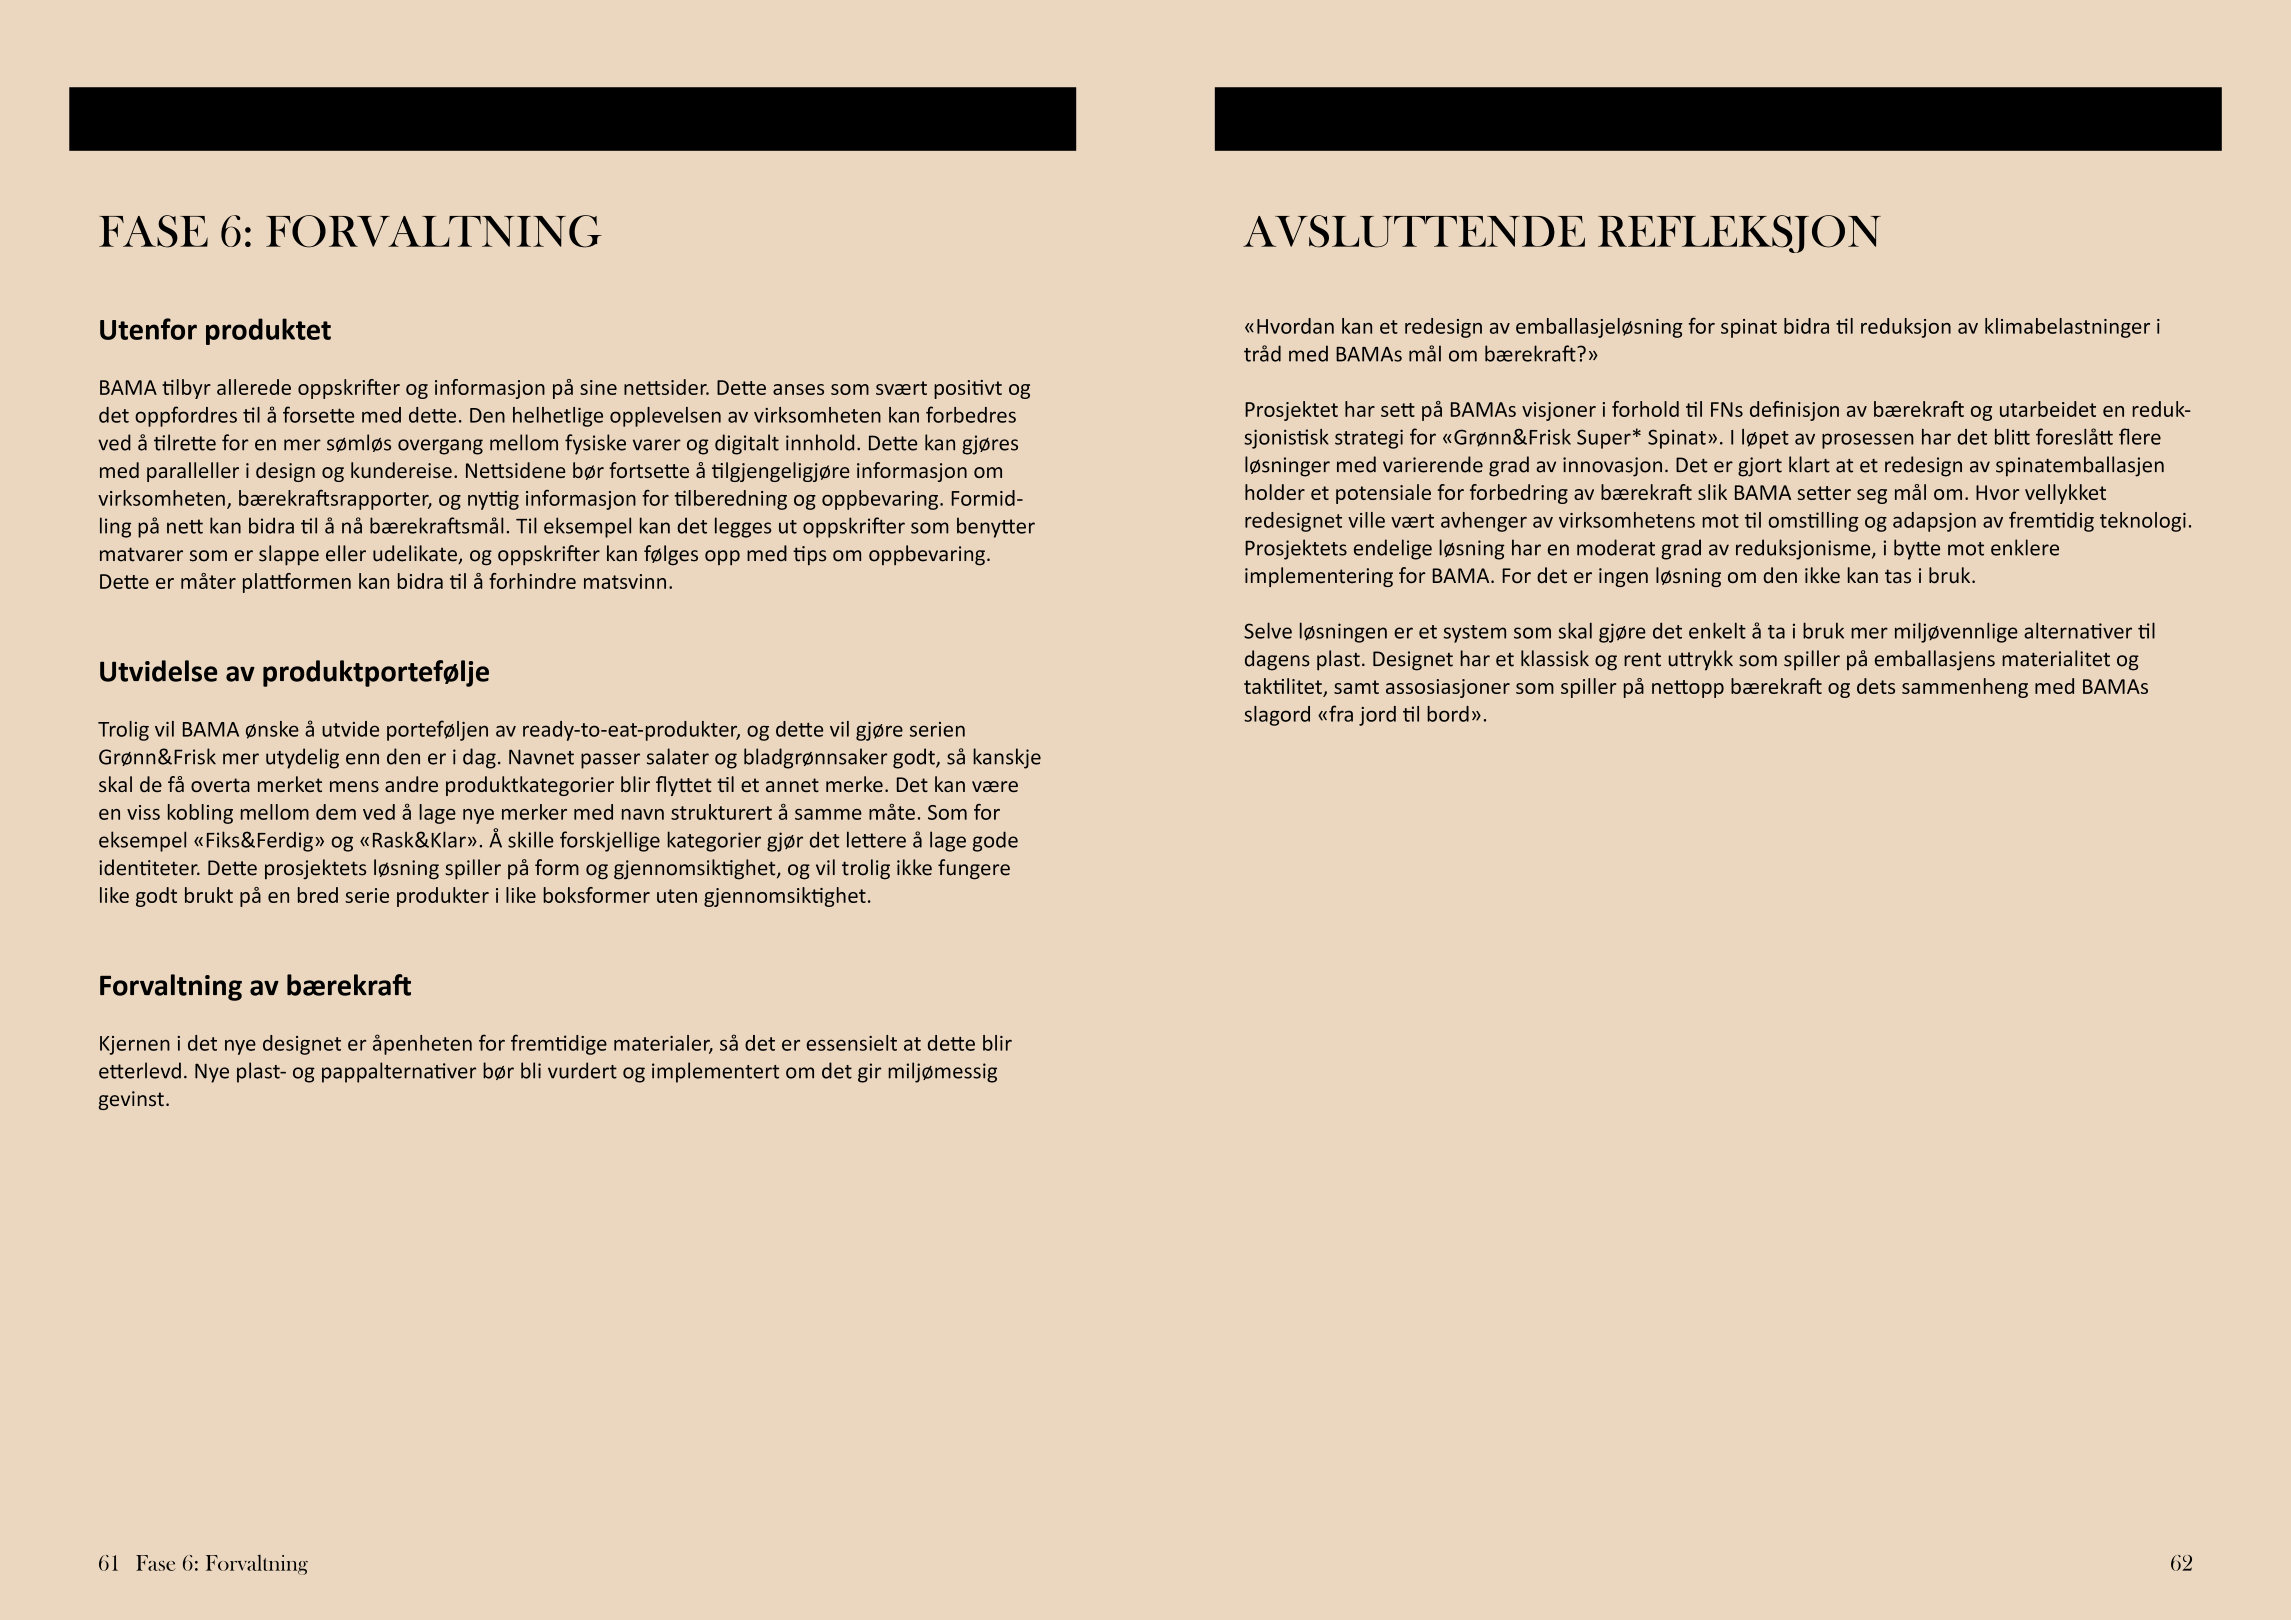 FASE 6: FORVALTNING
Utenfor produktet
BAMA tilbyr allerede oppskrifter og informasjon på sine nettsider. Dette anses som svært positivt og
det oppfordres til å forsette med dette. Den helhetlige opplevelsen av virksomheten kan forbedres
ved å tilrette for en mer sømløs overgang mellom fysiske varer og digitalt innhold. Dette kan gjøres
med paralleller i design og kundereise. Nettsidene bør fortsette å tilgjengeligjøre informasjon om
virksomheten, bærekraftsrapporter, og nyttig informasjon for tilberedning og oppbevaring. Formid-
ling på nett kan bidra til å nå bærekraftsmål. Til eksempel kan det legges ut oppskrifter som benytter
matvarer som er slappe eller udelikate, og oppskrifter kan følges opp med tips om oppbevaring.
Dette er måter plattformen kan bidra til å forhindre matsvinn.
Utvidelse av produktportefølje
Trolig vil BAMA ønske å utvide porteføljen av ready-to-eat-produkter, og dette vil gjøre serien
Grønn&Frisk mer utydelig enn den er i dag. Navnet passer salater og bladgrønnsaker godt, så kanskje
skal de få overta merket mens andre produktkategorier blir flyttet til et annet merke. Det kan være
en viss kobling mellom dem ved å lage nye merker med navn strukturert å samme måte. Som for
eksempel «Fiks&Ferdig» og «Rask&Klar». Å skille forskjellige kategorier gjør det lettere å lage gode
identiteter. Dette prosjektets løsning spiller på form og gjennomsiktighet, og vil trolig ikke fungere
like godt brukt på en bred serie produkter i like boksformer uten gjennomsiktighet.
Forvaltning av bærekraft
Kjernen i det nye designet er åpenheten for fremtidige materialer, så det er essensielt at dette blir
etterlevd. Nye plast- og pappalternativer bør bli vurdert og implementert om det gir miljømessig
gevinst.
61 Fase 6: Forvaltning
AVSLUTTENDE REFLEKSJON
«Hvordan kan et redesign av emballasjeløsning for spinat bidra til reduksjon av klimabelastninger i
tråd med BAMAs mål om bærekraft?»
Prosjektet har sett på BAMAs visjoner i forhold til FNs definisjon av bærekraft og utarbeidet en reduk-
sjonistisk strategi for «Grønn&Frisk Super* Spinat». I løpet av prosessen har det blitt foreslått flere
løsninger med varierende grad av innovasjon. Det er gjort klart at et redesign av spinatemballasjen
holder et potensiale for forbedring av bærekraft slik BAMA setter seg mål om. Hvor vellykket
redesignet ville vært avhenger av virksomhetens mot til omstilling og adapsjon av fremtidig teknologi.
Prosjektets endelige løsning har en moderat grad av reduksjonisme, i bytte mot enklere
implementering for BAMA. For det er ingen løsning om den ikke kan tas i bruk.
Selve løsningen er et system som skal gjøre det enkelt å ta i bruk mer miljøvennlige alternativer til
dagens plast. Designet har et klassisk og rent uttrykk som spiller på emballasjens materialitet og
taktilitet, samt assosiasjoner som spiller på nettopp bærekraft og dets sammenheng med BAMAs
slagord «fra jord til bord».
62